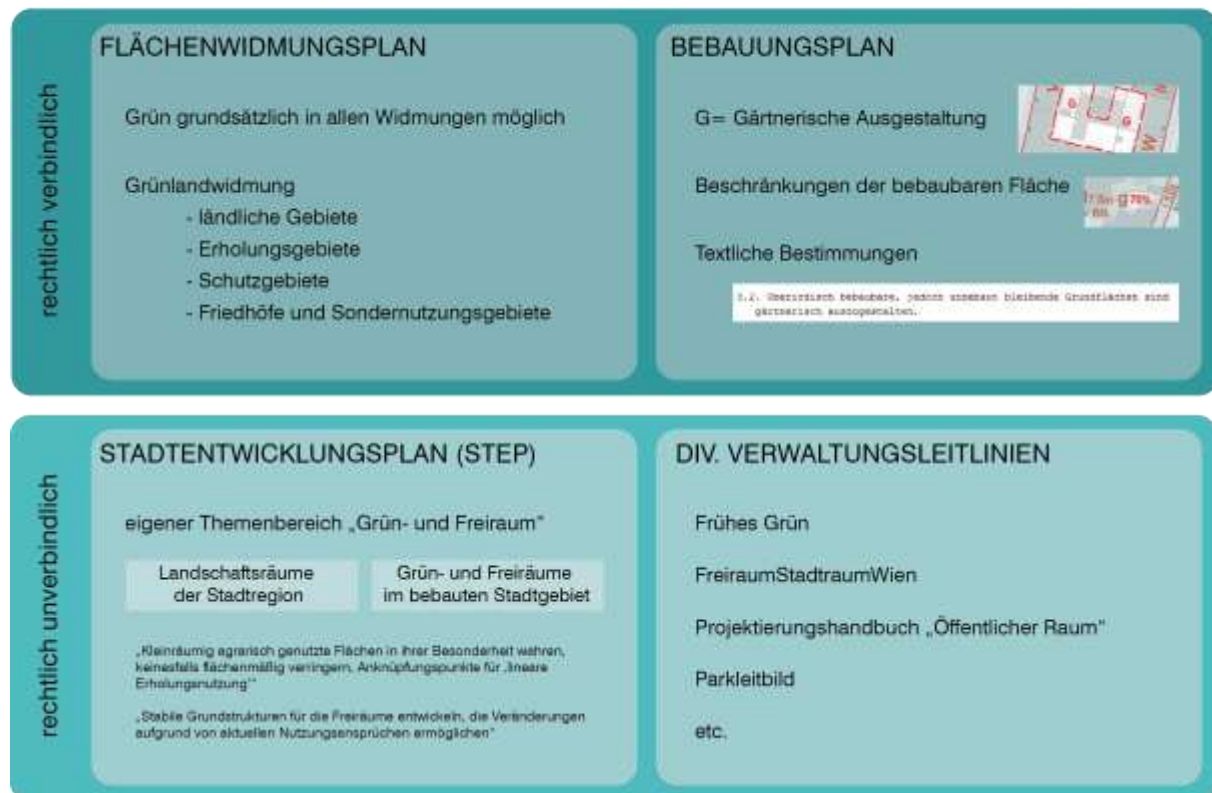 rechtlich verbindlich
FLÄCHENWIDMUNGSPLAN
Grün grundsätzlich in allen Widmungen möglich
Grünlandwidmung
- ländliche Gebiete
- Erholungsgebiete
- Schutzgebiete
- Friedhöfe und Sondernutzungsgebiete
BEBAUUNGSPLAN
G= Gärtnerische Ausgestaltung
G
G
Beschränkungen der bebaubaren Fläche
g 70%
Textliche Bestimmungen
3.2. Oberirdisch bebaubare, jedoch unbebaut bleibende Grundflächen sind
gärtnerisch auszugestalten.
rechtlich unverbindlich
STADTENTWICKLUNGSPLAN (STEP)
eigener Themenbereich „Grün- und Freiraum“
Landschaftsräume
der Stadtregion
Grün- und Freiräume
im bebauten Stadtgebiet
„Kleinräumig agrarisch genutzte Flächen in ihrer Besonderheit wahren,
keinesfalls flächenmäßig verringern, Anknüpfungspunkte für ‚lineare
Erholungsnutzung‘“
„Stabile Grundstrukturen für die Freiräume entwickeln, die Veränderungen
aufgrund von aktuellen Nutzungsansprüchen ermöglichen“
DIV. VERWALTUNGSLEITLINIEN
Frühes Grün
FreiraumStadtraumWien
Projektierungshandbuch „Öffentlicher Raum“
Parkleitbild
etc.